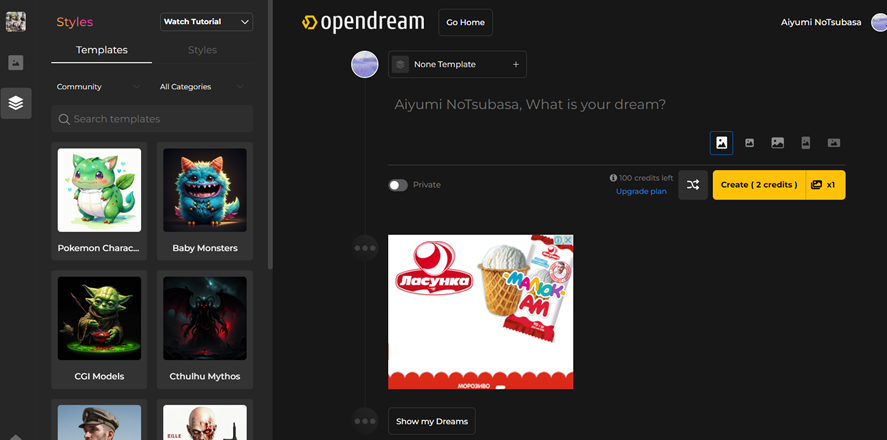 Styles
Watch Tutorial
Templates
Styles
Community
All Categories
Search templates
Pokemon Charac...
Baby Monsters
CGI Models
Cthulhu Mythos
EILLE
opendream
Go Home
Aiyumi NoTsubasa
None Template
+
Aiyumi NoTsubasa, What is your dream?
Private
100 credits left
Upgrade plan
Create ( 2 credits )
x1
Ласунка
МАЛЮК
АМ
МОРОЗИВО
Show my Dreams